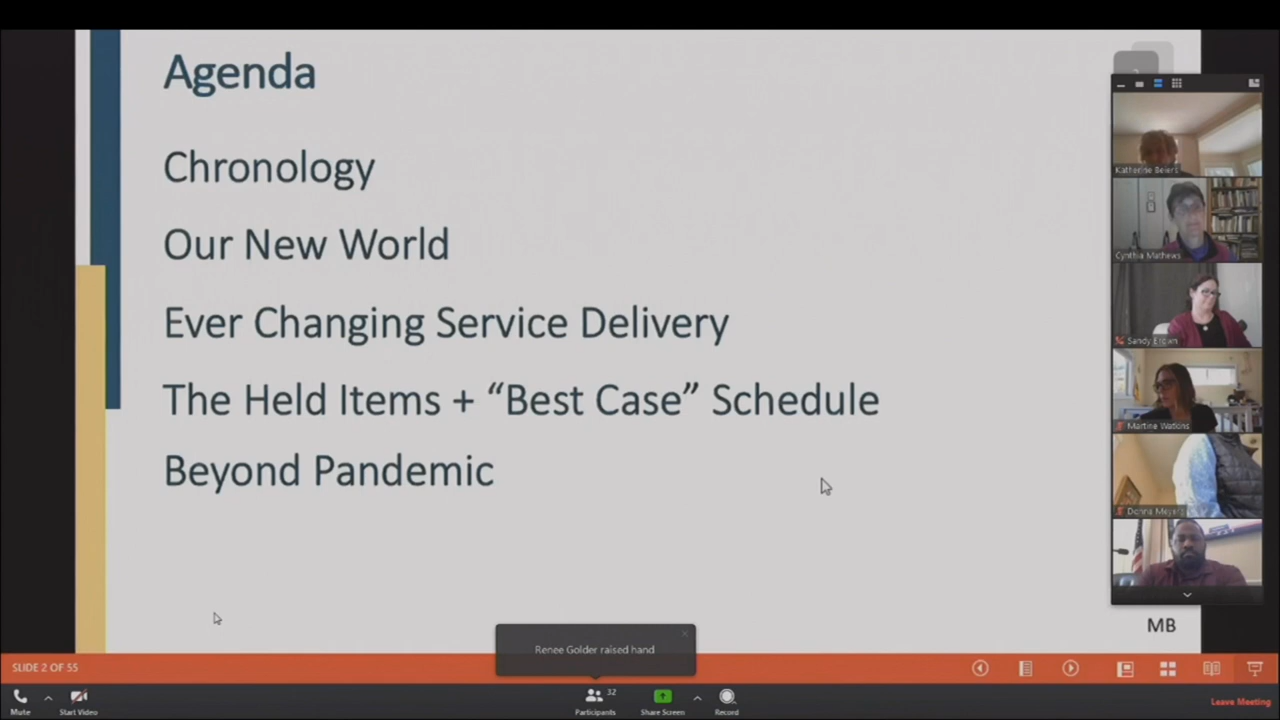 Agenda
Chronology
Our New World
Ever Changing Service Delivery
The Held Items + “Best Case” Schedule
Beyond Pandemic
MB
Katherine Beiers
Cynthia Mathews
Sandy Brown
Martine Watkins
Donna Meyers
Renee Golder raised hand
SLIDE 2 OF 55
Mute
Start Video
32
Participants
Share Screen
Record
Leave Meeting